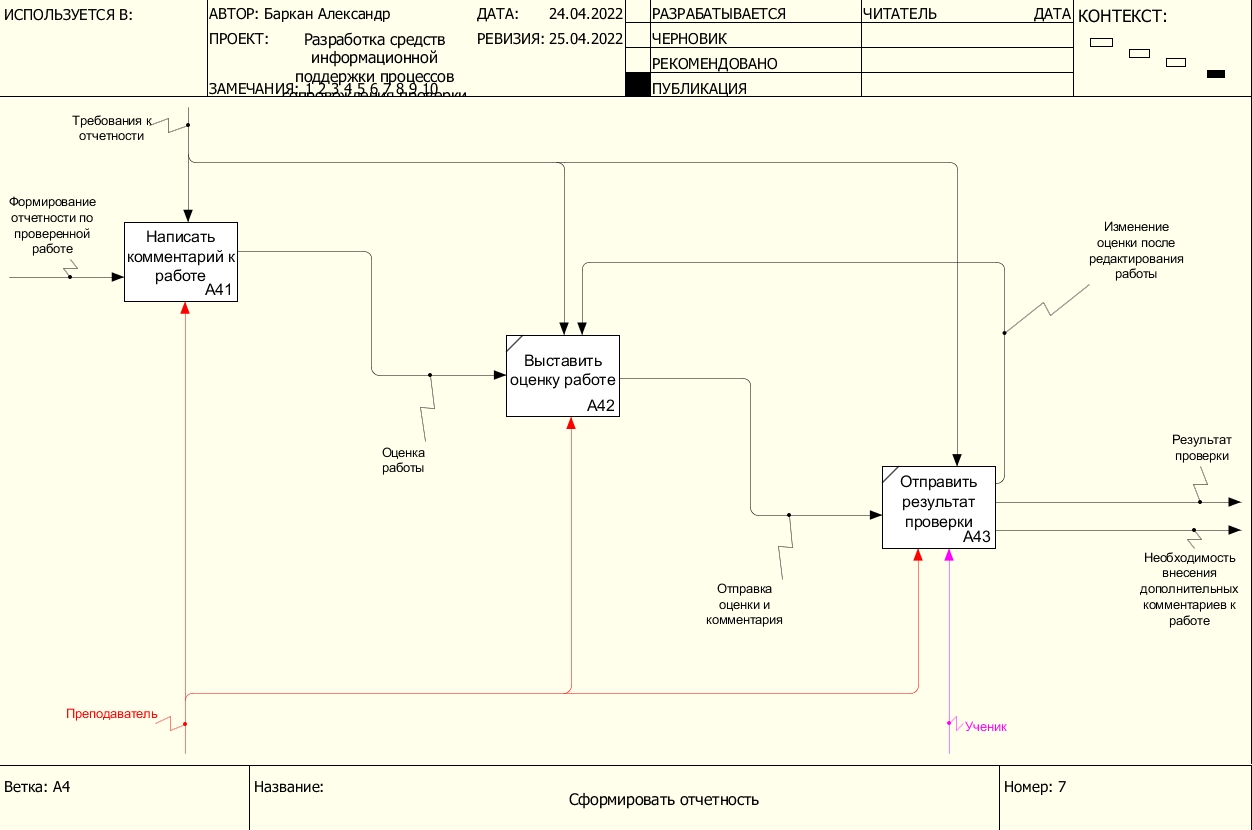 ИСПОЛЬЗУЕТСЯ В:
АВТОР: Баркан Александр
ДАТА: 24.04.2022
РАЗРАБАТЫВАЕТСЯ
ЧИТАТЕЛЬ
ДАТА
КОНТЕКСТ:
ПРОЕКТ: Разработка средств
информационной
поддержки процессов
сопровождения проверки
РЕВИЗИЯ: 25.04.2022
ЧЕРНОВИК
РЕКОМЕНДОВАНО
ЗАМЕЧАНИЯ: 1 2 3 4 5 6 7 8 9 10
ПУБЛИКАЦИЯ
Требования к
отчетности
Формирование
отчетности по
проверенной
работе
Написать
комментарий к
работе
A41
Изменение
оценки после
редактирования
работы
Выставить
оценку работе
A42
Оценка
работы
Результат
проверки
Отправить
результат
проверки
A43
Необходимость
внесения
дополнительных
комментариев к
работе
Отправка
оценки и
комментария
Преподаватель
Ученик
Ветка: A4
Название:
Сформировать отчетность
Номер: 7